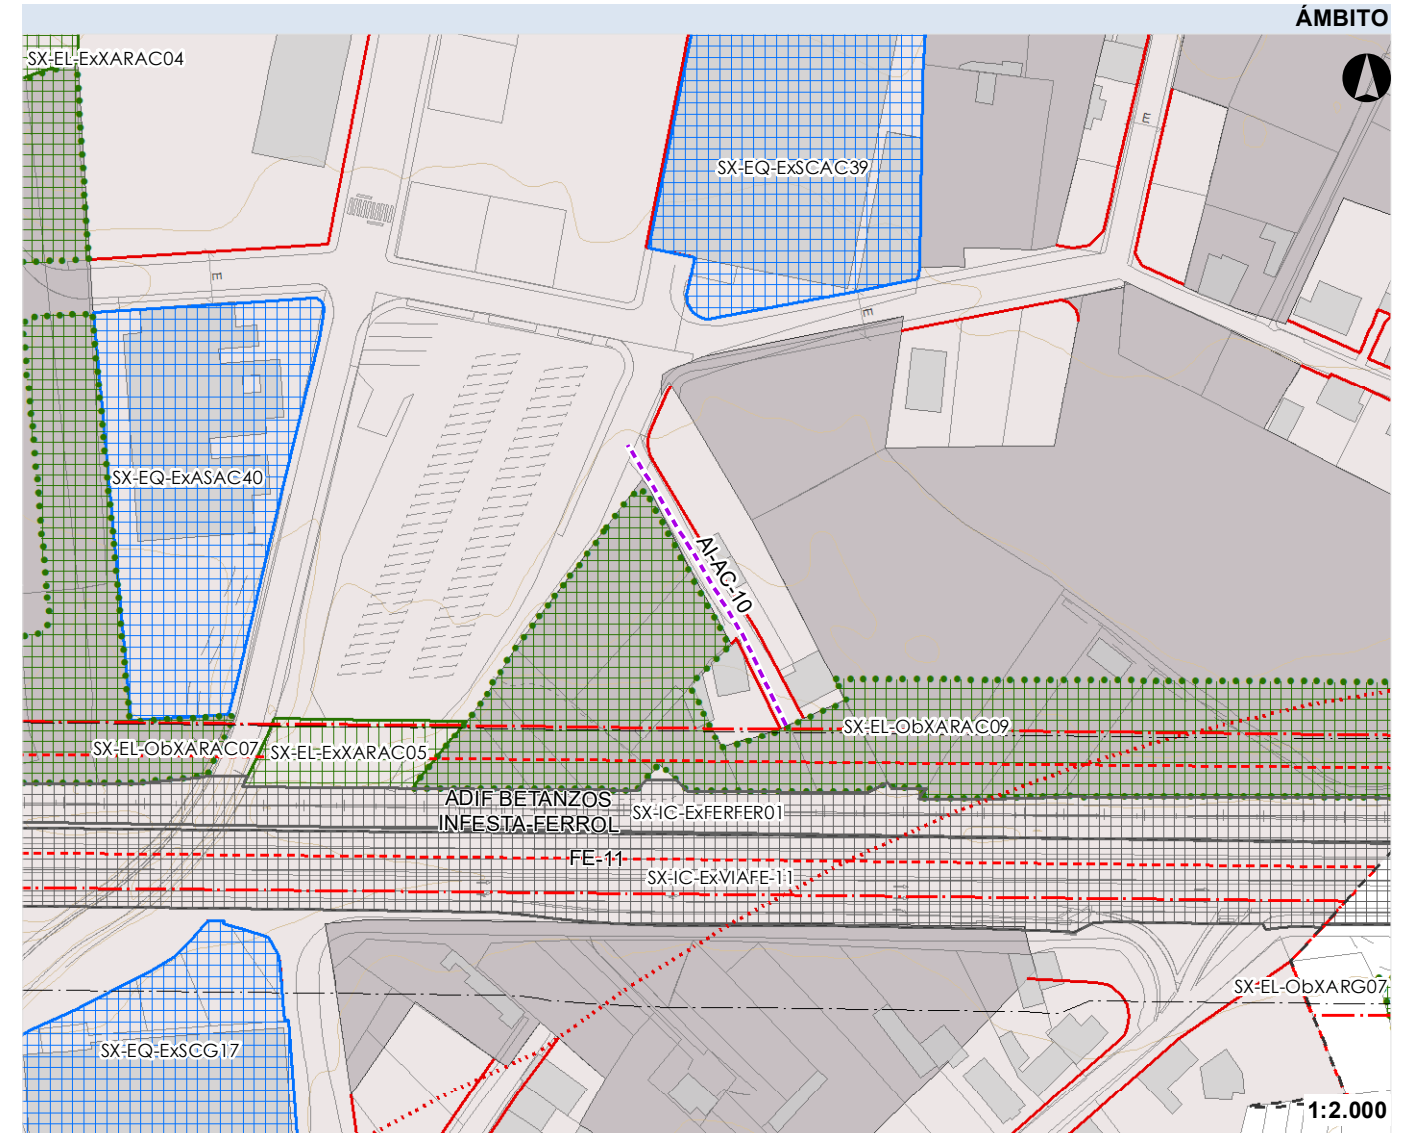 ÁMBITO
SX-EL-ExXARAC04
E
SX-EQ-ExSCAC39
E
E
SX-EQ-ExASAC40
AI-AC-10
SX-EL-ObXARAC09
SX-EL-ObXARAC07
SX-EL-ExXARAC05
ADIF BETANZOS
INFESTA-FERROL
SX-IC-ExFERFER01
FE-11
SX-IC-ExVIAFE-11
SX-EL-ObXARG07
SX-EQ-ExSCG17
1:2.000